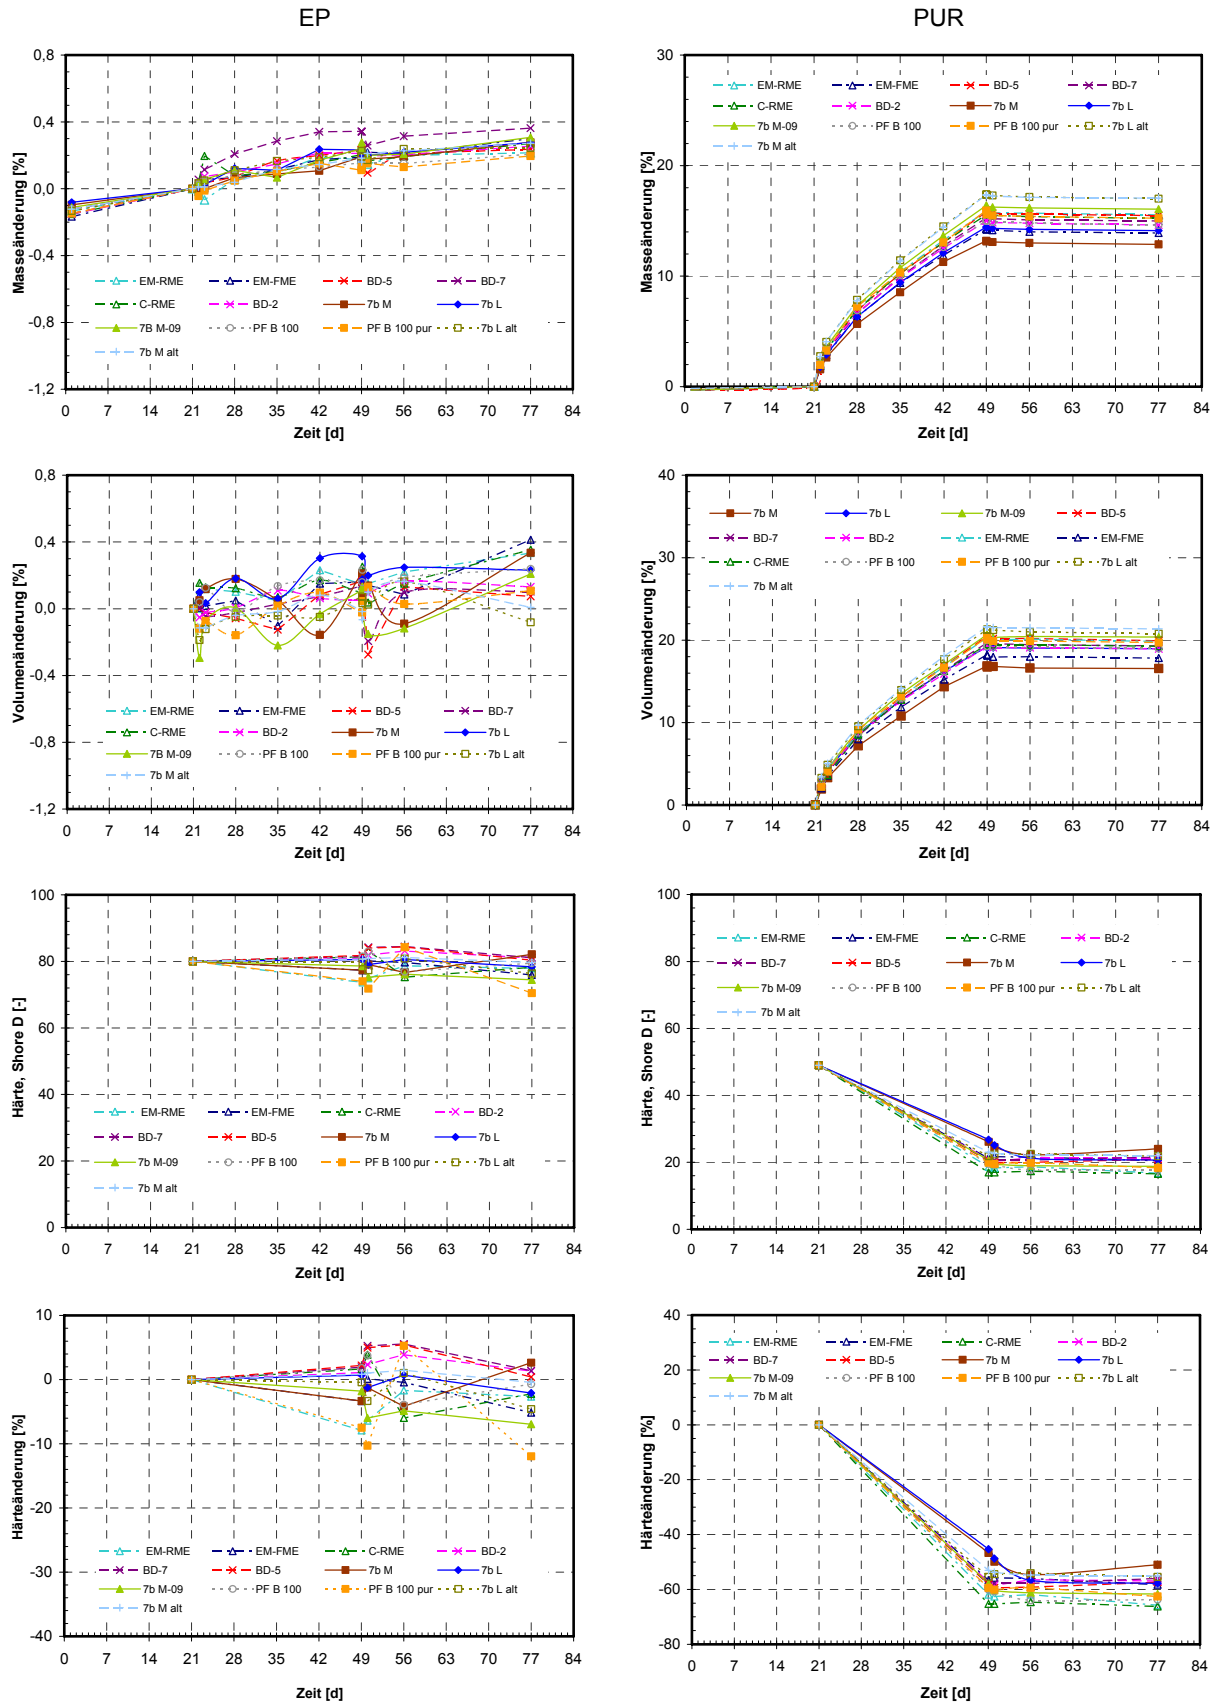 EP
PUR
Masseänderung [%]
0,8
0,4
0,0
-0,4
-0,8
-1,2
EM-RME EM-FME BD-5 BD-7
C-RME BD-2 7b M 7b L
7B M-09 PF B 100 PF B 100 pur 7b L alt
7b M alt
0 7 14 21 28 35 42 49 56 63 70 77 84
Zeit [d]
Masseänderung [%]
30
20
10
0
EM-RME EM-FME BD-5 BD-7
C-RME BD-2 7b M 7b L
7b M-09 PF B 100 PF B 100 pur 7b L alt
7b M alt
0 7 14 21 28 35 42 49 56 63 70 77 84
Zeit [d]
Volumenänderung [%]
0,8
0,4
0,0
-0,4
-0,8
-1,2
EM-RME EM-FME BD-5 BD-7
C-RME BD-2 7b M 7b L
7b M-09 PF B 100 PF B 100 pur 7b L alt
7b M alt
0 7 14 21 28 35 42 49 56 63 70 77 84
Zeit [d]
Volumenänderung [%]
40
30
20
10
0
7b M 7b L 7b M-09 BD-5
BD-7 BD-2 EM-RME EM-FME
C-RME PF B 100 PF B 100 pur 7b L alt
7b M alt
0 7 14 21 28 35 42 49 56 63 70 77 84
Zeit [d]
Härte, Shore D [-]
100
80
60
40
20
0
EM-RME EM-FME C-RME BD-2
BD-7 BD-5 7b M 7b L
7b M-09 PF B 100 PF B 100 pur 7b L alt
7b M alt
0 7 14 21 28 35 42 49 56 63 70 77 84
Zeit [d]
Härte, Shore D [-]
100
80
60
40
20
0
EM-RME EM-FME C-RME BD-2
BD-7 BD-5 7b M 7b L
7b M-09 PF B 100 PF B 100 pur 7b L alt
7b M alt
0 7 14 21 28 35 42 49 56 63 70 77 84
Zeit [d]
Härteänderung [%]
10
0
-10
-20
-30
-40
EM-RME EM-FME C-RME BD-2
BD-7 BD-5 7b M 7b L
7b M-09 PF B 100 PF B 100 pur 7b L alt
7b M alt
0 7 14 21 28 35 42 49 56 63 70 77 84
Zeit [d]
Härteänderung [%]
40
20
0
-20
-40
-60
-80
EM-RME EM-FME C-RME BD-2
BD-7 BD-5 7b M 7b L
7b M-09 PF B 100 PF B 100 pur 7b L alt
7b M alt
0 7 14 21 28 35 42 49 56 63 70 77 84
Zeit [d]